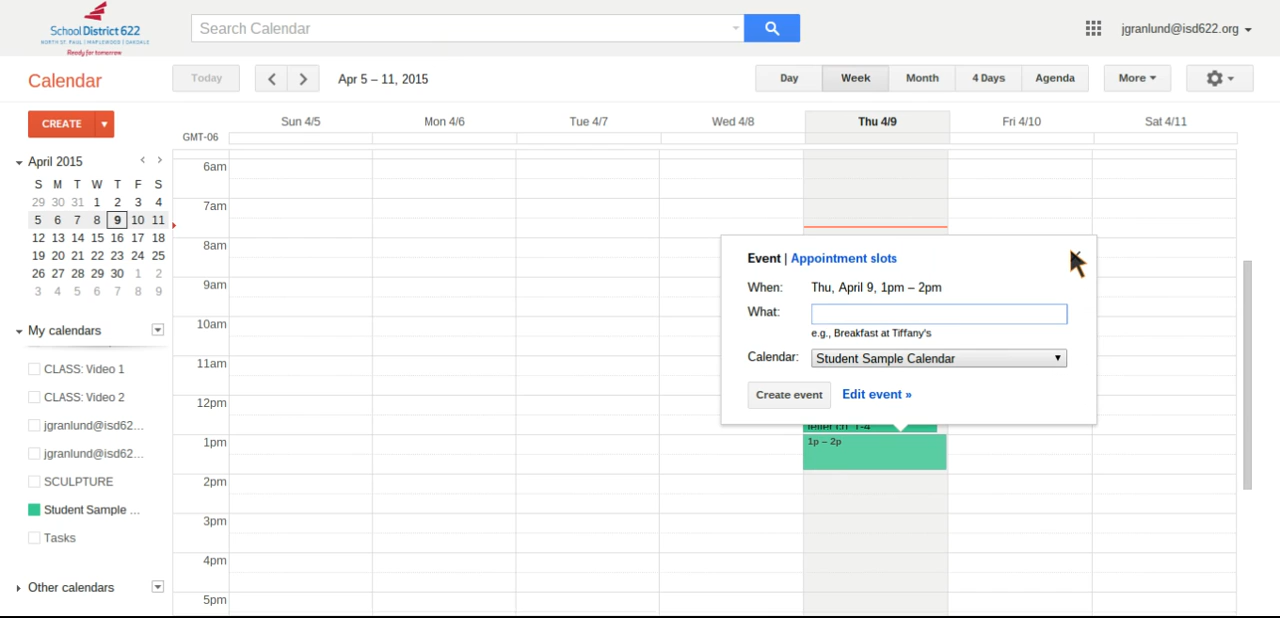 School District 622
NORTH ST. PAUL | MAPLEWOOD | OAKDALE
Ready for tomorrow
Search Calendar
jgranlund@isd622.org
Calendar
Today
Apr 5 – 11, 2015
Day Week Month 4 Days Agenda More
CREATE
Sun 4/5 Mon 4/6 Tue 4/7 Wed 4/8 Thu 4/9 Fri 4/10 Sat 4/11
GMT-06
April 2015
S M T W T F S
29 30 31 1 2 3 4
5 6 7 8 9 10 11
12 13 14 15 16 17 18
19 20 21 22 23 24 25
26 27 28 29 30 1 2
3 4 5 6 7 8 9
My calendars
CLASS: Video 1
CLASS: Video 2
jgranlund@isd62...
jgranlund@isd62...
SCULPTURE
Student Sample ...
Tasks
Other calendars
6am
7am
8am
9am
10am
11am
12pm
1pm
2pm
3pm
4pm
5pm
Event | Appointment slots
When: Thu, April 9, 1pm – 2pm
What:
e.g., Breakfast at Tiffany's
Calendar: Student Sample Calendar
Create event Edit event »
1p – 2p